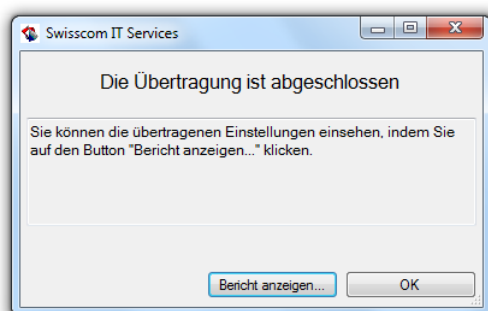 Swisscom IT Services
Die Übertragung ist abgeschlossen
Sie können die übertragenen Einstellungen einsehen, indem Sie
auf den Button "Bericht anzeigen..." klicken.
Bericht anzeigen... OK